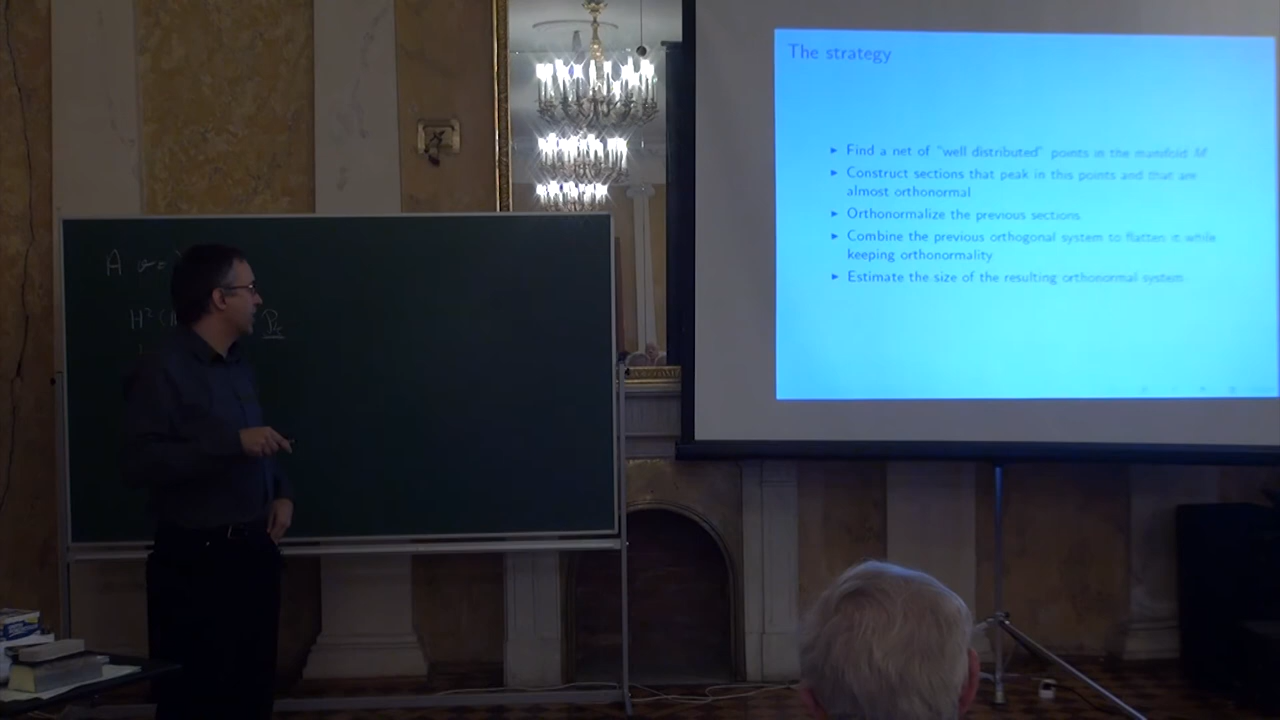 The strategy
► Find a net of "well distributed" points in the manifold M
► Construct sections that peak in this points and that are
almost orthonormal
► Orthonormalize the previous sections
► Combine the previous orthogonal system to flatten it while
keeping orthonormality
► Estimate the size of the resulting orthonormal system
A
H²(